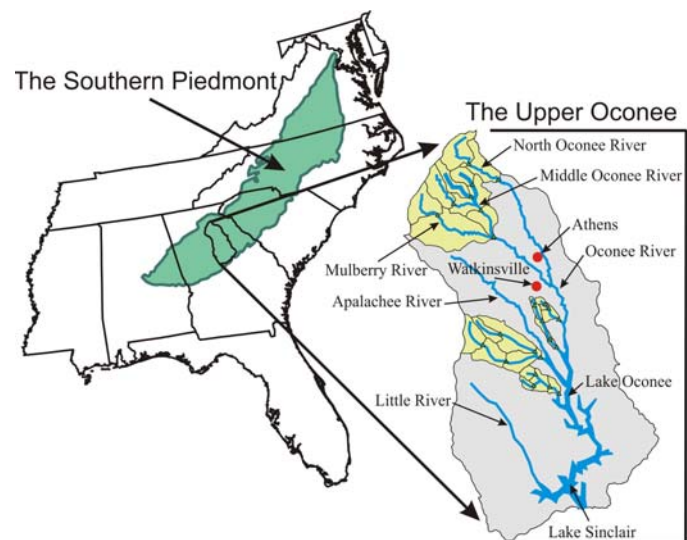 The Southern Piedmont
The Upper Oconee
North Oconee River
Middle Oconee River
Athens
Mulberry River
Watkinsville
Oconee River
Apalachee River
Lake Oconee
Little River
Lake Sinclair